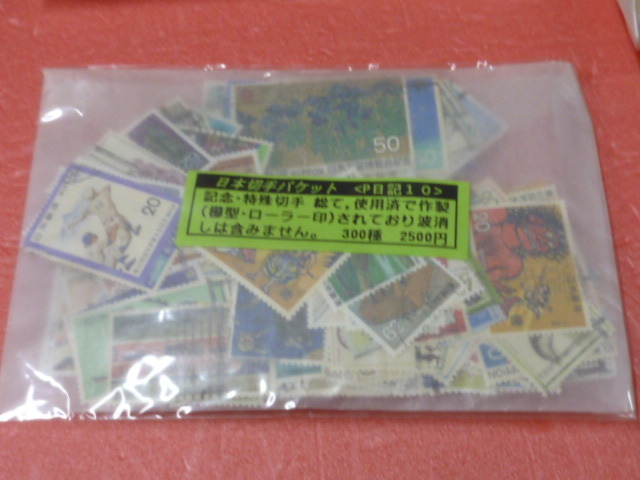 日本切手パケット <P日記10>
記念・特殊切手 総て、使用済で作製
(櫛型・ローラー印)されており波消
しは含みません。 300種 2500円
50
20
20
NIPPON